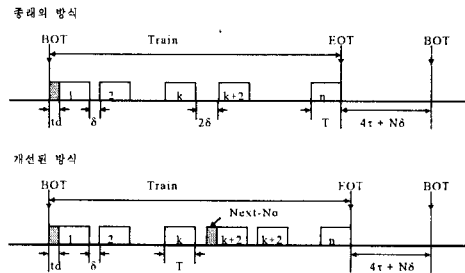 종래의 방식
BOT Train EOT BOT
1 2 k k+2 n
td δ 2δ T 4τ + Nδ
개선된 방식
BOT Train EOT BOT
Next-No
1 2 k k+2 k+2 n
td δ T 4τ + Nδ